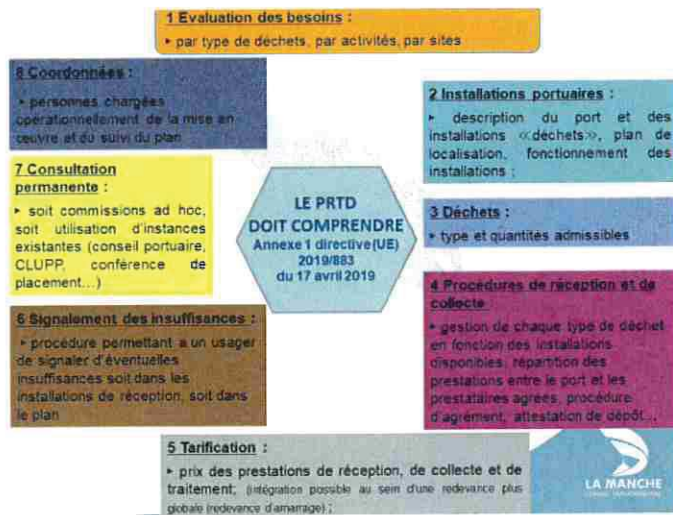 1 Evaluation des besoins :
▸ par type de déchets, par activités, par sites
8 Coordonnées :
▸ personnes chargées
opérationnellement de la mise en
œuvre et du suivi du plan
2 Installations portuaires :
▸ description du port et des
installations «déchets», plan de
localisation, fonctionnement des
installations ;
7 Consultation
permanente :
▸ soit commissions ad hoc,
soit utilisation d'instances
existantes (conseil portuaire,
CLUPP, conférence de
placement...)
LE PRTD
DOIT COMPRENDRE
Annexe 1 directive(UE)
2019/883
du 17 avril 2019
3 Déchets :
▸ type et quantités admissibles
4 Procédures de réception et de
collecte :
▸ gestion de chaque type de déchet
en fonction des installations
disponibles, répartition des
prestations entre le port et les
prestataires agréés, procédure
d'agrément, attestation de dépôt...
6 Signalement des insuffisances :
▸ procédure permettant a un usager
de signaler d'éventuelles
insuffisances soit dans les
installations de réception, soit dans
le plan
5 Tarification :
▸ prix des prestations de réception, de collecte et de
traitement; (intégration possible au sein d'une redevance plus
globale (redevance d'amarrage) ;
LA MANCHE